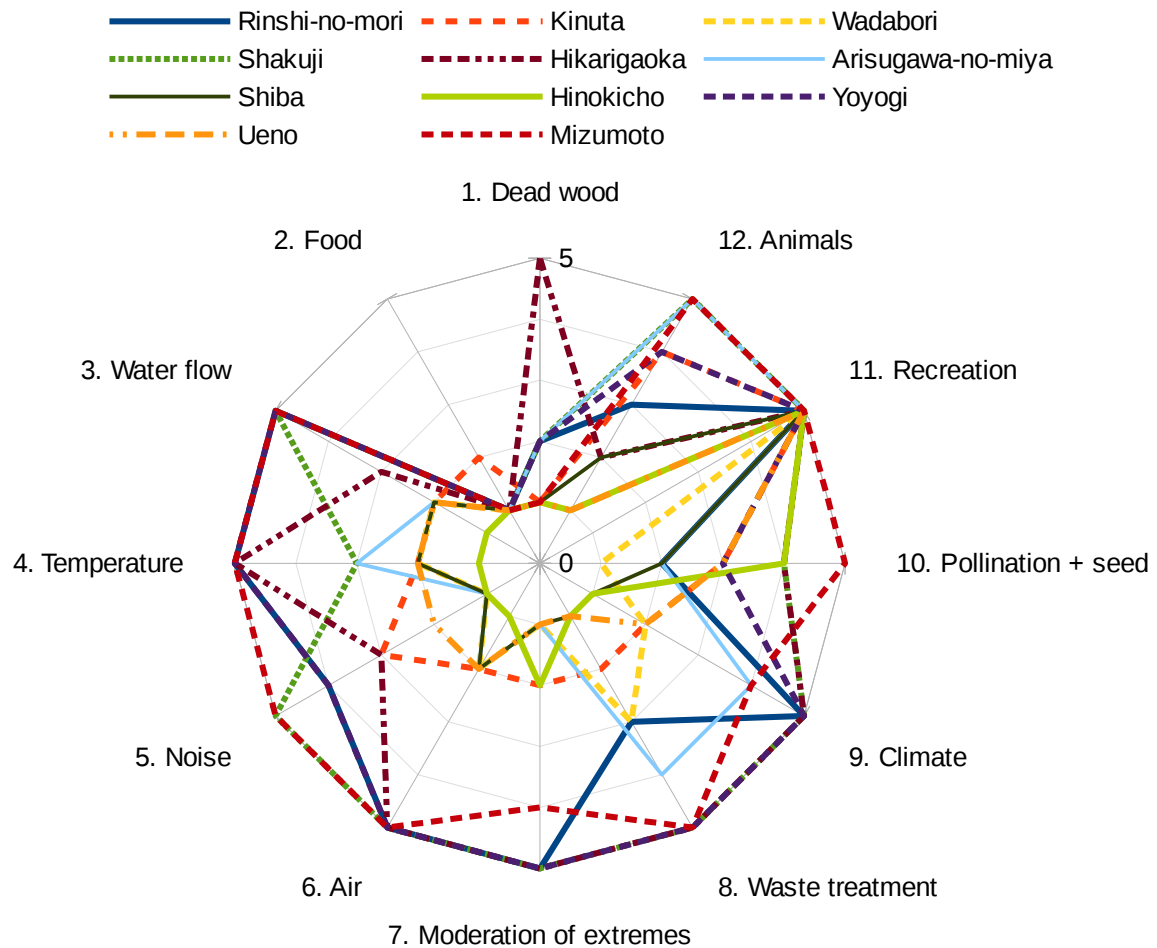 Rinshi-no-mori Kinuta Wadabori
Shakuji Hikarigaoka Arisugawa-no-miya
Shiba Hinokicho Yoyogi
Ueno Mizumoto
1. Dead wood
2. Food 12. Animals
5
3. Water flow 11. Recreation
4. Temperature 0 10. Pollination + seed
5. Noise 9. Climate
6. Air 8. Waste treatment
7. Moderation of extremes